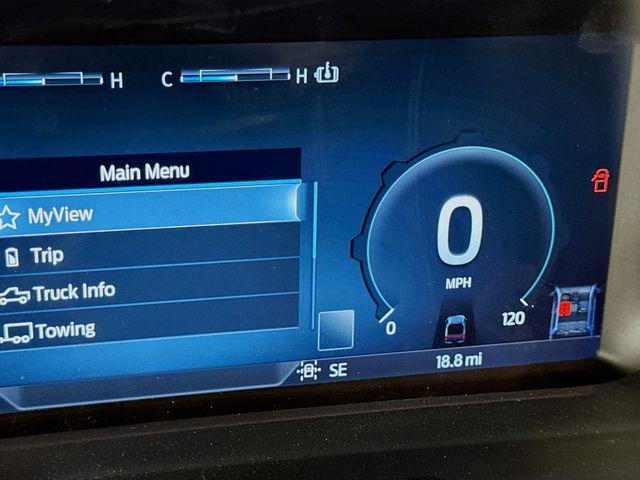 H C H
Main Menu
MyView
Trip
Truck Info
Towing
0
MPH
0 120
SE 18.8 mi